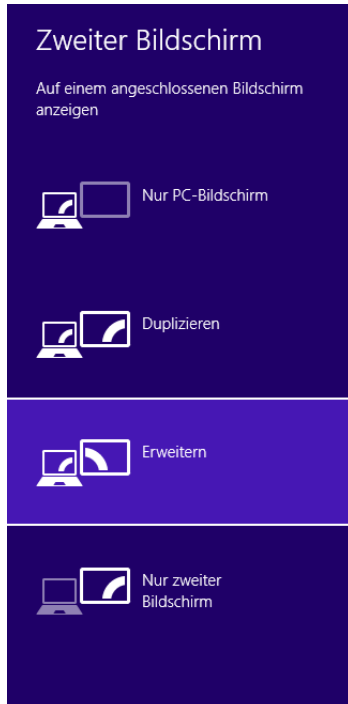 Zweiter Bildschirm
Auf einem angeschlossenen Bildschirm
anzeigen
Nur PC-Bildschirm
Duplizieren
Erweitern
Nur zweiter
Bildschirm